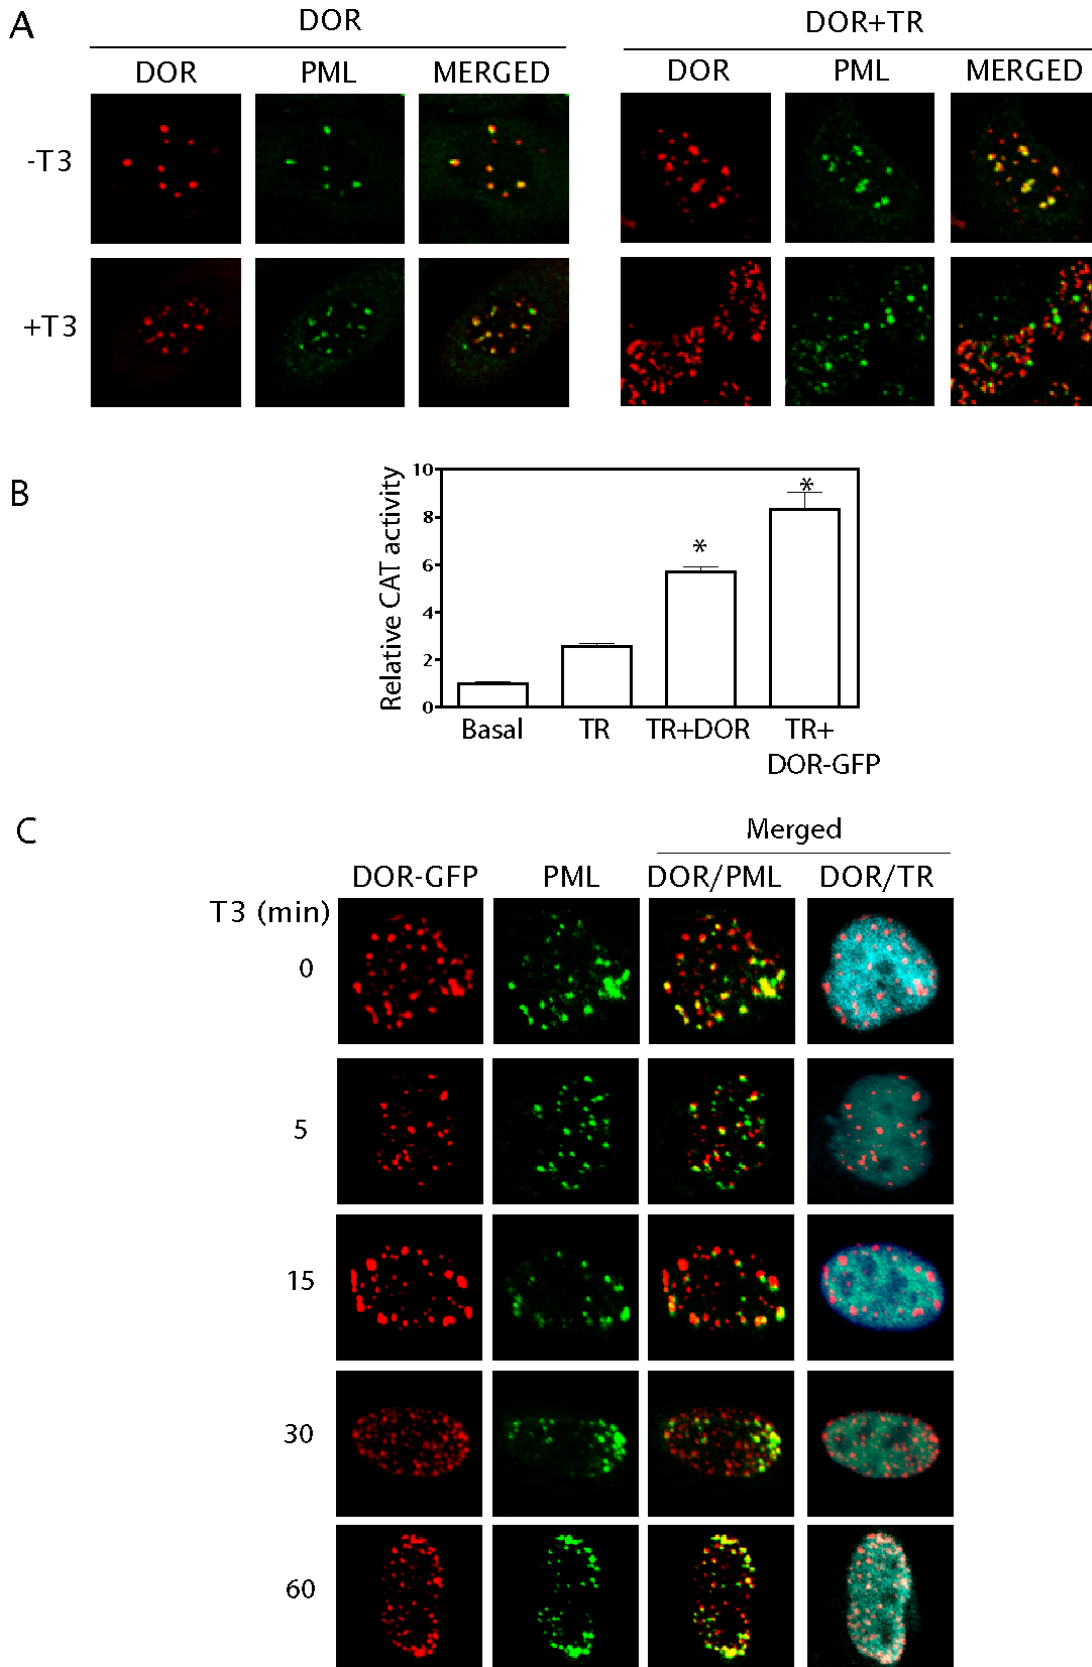 A
DOR
DOR+TR
DOR PML MERGED
DOR PML MERGED
-T3
+T3
B
Relative CAT activity
10
8
6
4
2
0
*
*
Basal TR TR+DOR TR+
DOR-GFP
C
Merged
DOR-GFP PML DOR/PML DOR/TR
T3 (min)
0
5
15
30
60